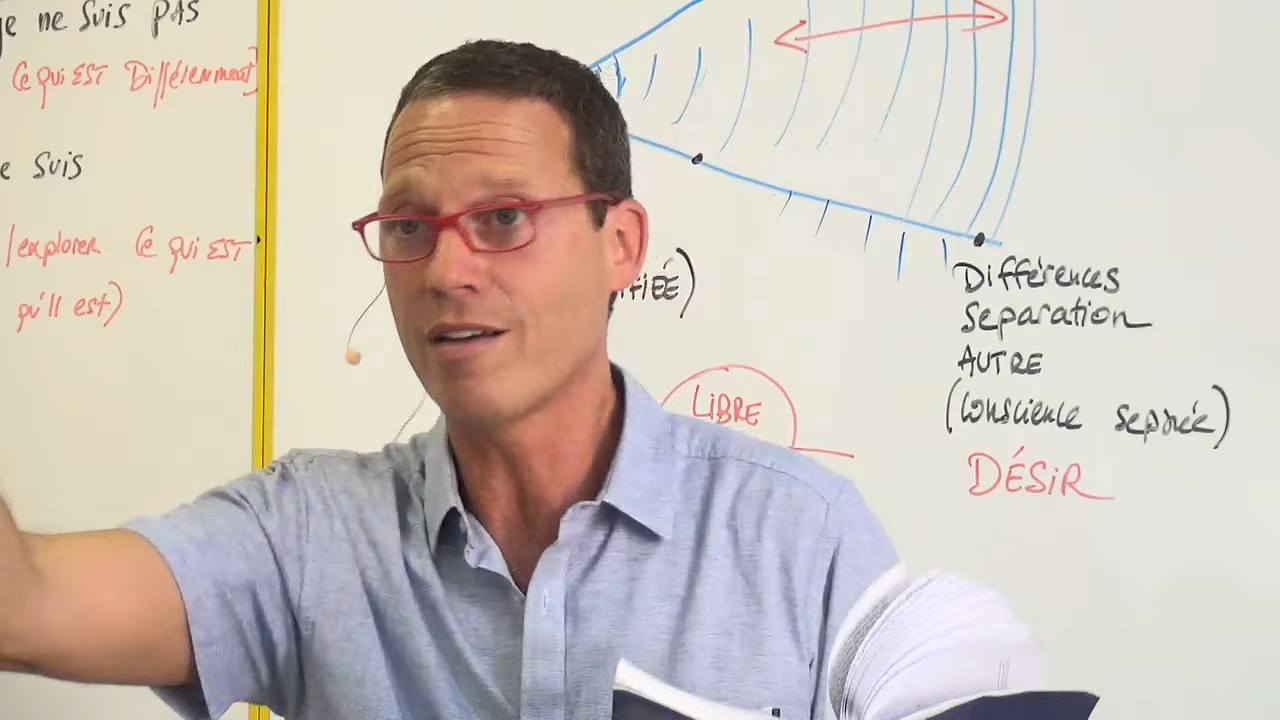 je ne suis PAS
Ce qui EST Différemment]
suis
/explorer Ce qui EST
qu'il est)
IFIÉE)
LIBRE
Différences
Separation
AUTRE
(Conscience séparée)
DÉSIR